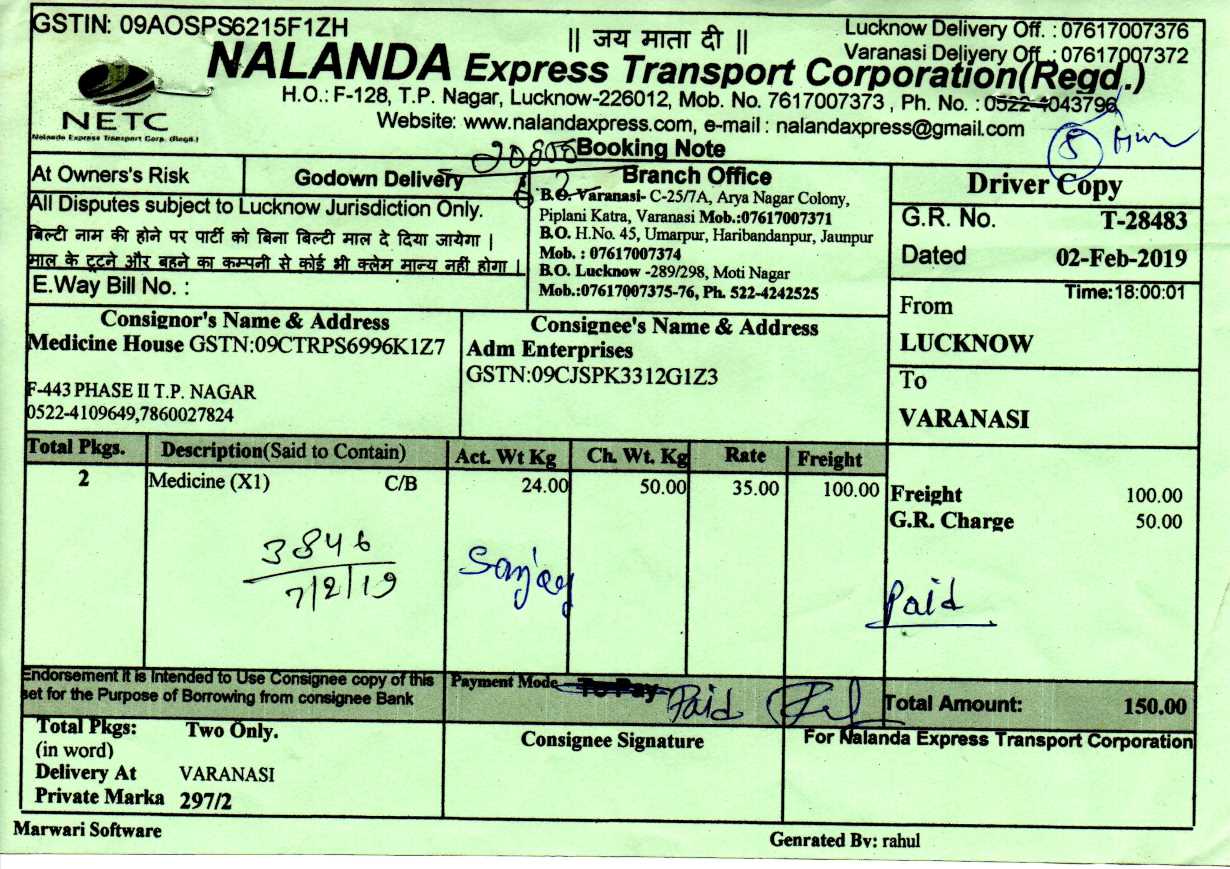 GSTIN: 09AOSPS6215F1ZH
|| जय माता दी ||
Lucknow Delivery Off. : 07617007376
Varanasi Delivery Off. : 07617007372
NALANDA Express Transport Corporation(Regd.)
H.O.: F-128, T.P. Nagar, Lucknow-226012, Mob. No. 7617007373 , Ph. No. : 0522-4043796
Website: www.nalandaxpress.com, e-mail : nalandaxpress@gmail.com
NETC
Nalanda Express Transport Corp. (Regd.)
Booking Note
At Owners's Risk
Godown Delivery
All Disputes subject to Lucknow Jurisdiction Only.
बिल्टी नाम की होने पर पार्टी को बिना बिल्टी माल दे दिया जायेगा |
माल के टूटने और बहने का कम्पनी से कोई भी क्लेम मान्य नहीं होगा |
E.Way Bill No. :
Branch Office
B.O. Varanasi- C-25/7A, Arya Nagar Colony,
Piplani Katra, Varanasi Mob.:07617007371
B.O. H.No. 45, Umarpur, Haribandanpur, Jaunpur
Mob. : 07617007374
B.O. Lucknow -289/298, Moti Nagar
Mob.:07617007375-76, Ph. 522-4242525
Driver Copy
G.R. No. T-28483
Dated 02-Feb-2019
Time:18:00:01
From
LUCKNOW
To
VARANASI
Consignor's Name & Address
Medicine House GSTN:09CTRPS6996K1Z7
F-443 PHASE II T.P. NAGAR
0522-4109649,7860027824
Consignee's Name & Address
Adm Enterprises
GSTN:09CJSPK3312G1Z3
Total Pkgs. Description(Said to Contain) Act. Wt Kg Ch. Wt. Kg Rate Freight
2 Medicine (X1) C/B 24.00 50.00 35.00 100.00
Freight 100.00
G.R. Charge 50.00
3846
7/2/19
Sanjay
Paid
Endorsement It is Intended to Use Consignee copy of this
set for the Purpose of Borrowing from consignee Bank
Payment Mode To Pay Paid
Total Amount: 150.00
Total Pkgs: Two Only.
(in word)
Delivery At VARANASI
Private Marka 297/2
Consignee Signature
For Nalanda Express Transport Corporation
Marwari Software
Genrated By: rahul